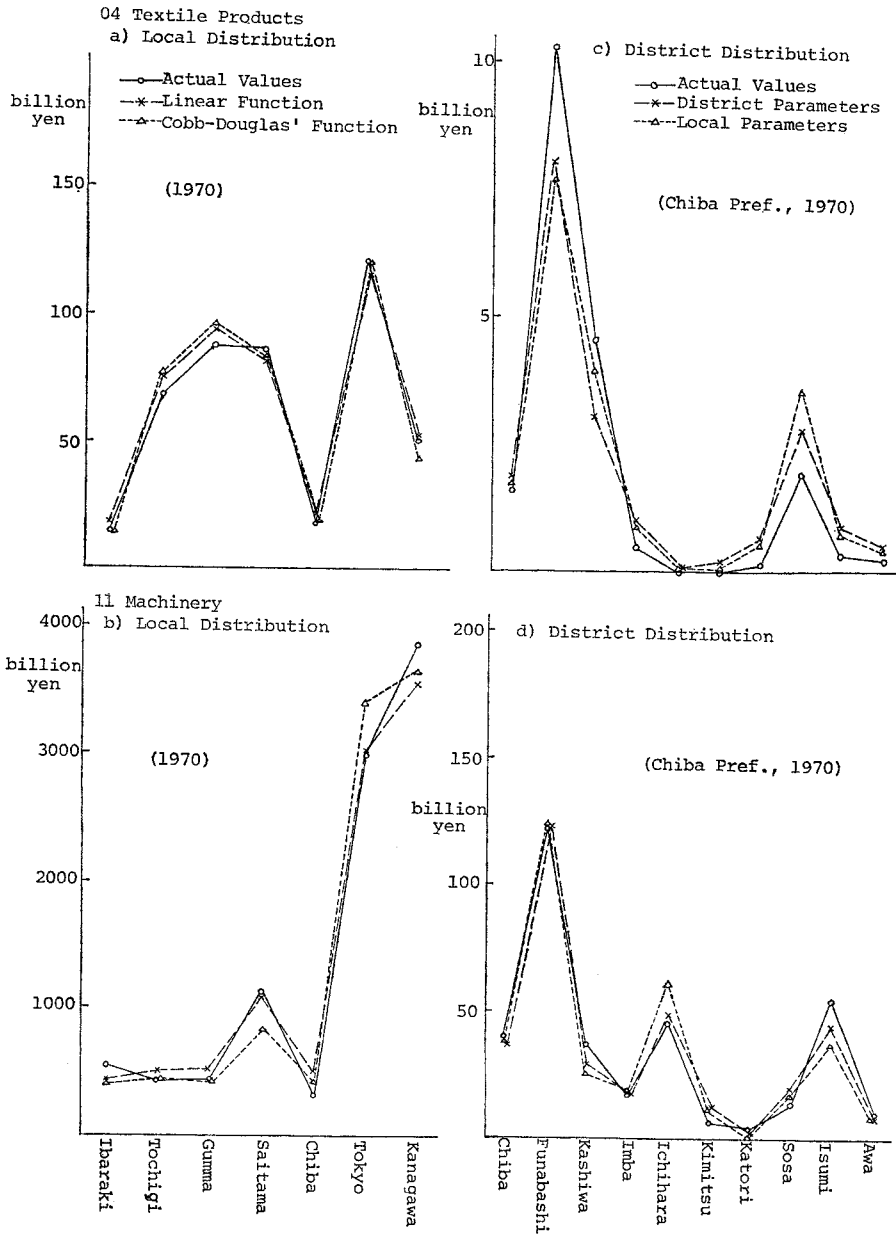 04 Textile Products
a) Local Distribution
billion
yen
Actual Values
Linear Function
Cobb-Douglas' Function
150
100
50
(1970)
c) District Distribution
10
billion
yen
Actual Values
District Parameters
Local Parameters
5
(Chiba Pref., 1970)
11 Machinery
b) Local Distribution
4000
billion
yen
3000
2000
1000
(1970)
Ibaraki
Tochigi
Gumma
Saitama
Chiba
Tokyo
Kanagawa
d) District Distribution
200
150
billion
yen
100
50
(Chiba Pref., 1970)
Chiba
Funabashi
Kashiwa
Imba
Ichihara
Kimitsu
Katori
Sosa
Isumi
Awa